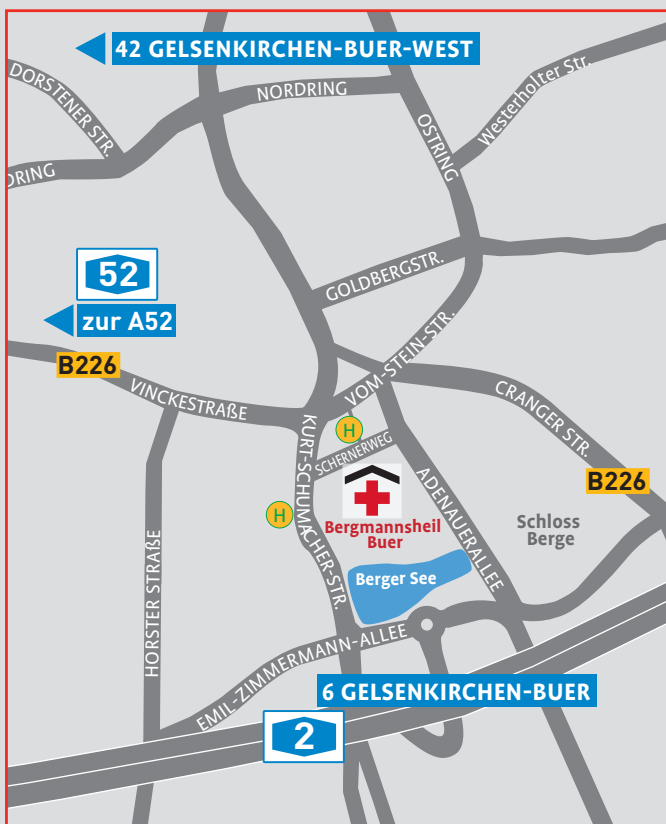 42 GELSENKIRCHEN-BUER-WEST
DORSTENER STR.
NORDRING
Westerholter Str.
OSTRING
DRING
52
GOLDBERGSTR.
zur A52
VOM-STEIN-STR.
B226
VINCKESTRAßE
CRANGER STR.
KURT-SCHUMACHER-STR.
H
SCHERNERWEG
ADENAUERALLEE
B226
H
Bergmannsheil
Buer
Schloss
Berge
HORSTER STRAßE
Berger See
EMIL-ZIMMERMANN-ALLEE
6 GELSENKIRCHEN-BUER
2